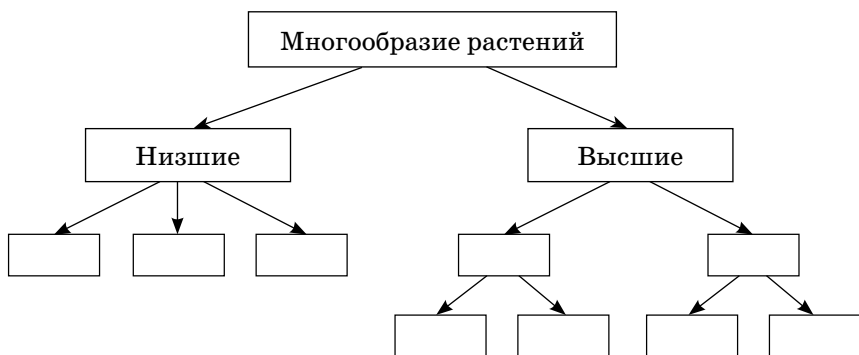 Многообразие растений
Низшие
Высшие